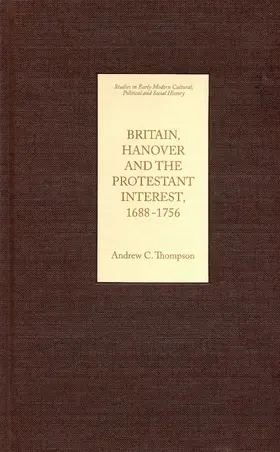 Studies in Early Modern Cultural,
Political and Social History
BRITAIN,
HANOVER
AND THE
PROTESTANT
INTEREST,
1688-1756
Andrew C. Thompson